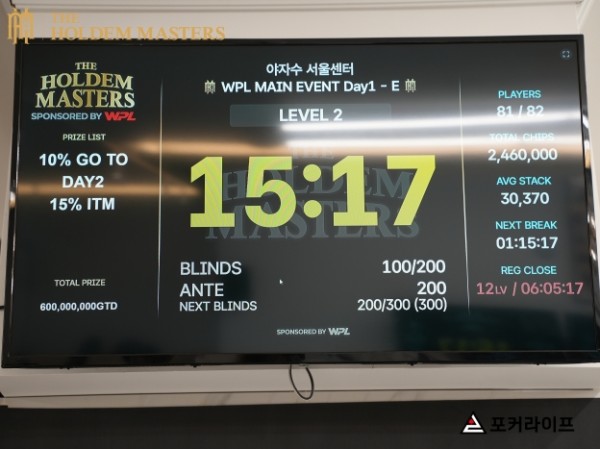 THE
HOLDEM MASTERS
THE
HOLDEM
MASTERS
SPONSORED BY WPL
PRIZE LIST
10% GO TO
DAY2
15% ITM
TOTAL PRIZE
600,000,000GTD
야자수 서울센터
WPL MAIN EVENT Day1 - E
LEVEL 2
THE
HOLDEM
MASTERS
15:17
BLINDS 100/200
ANTE 200
NEXT BLINDS 200/300 (300)
SPONSORED BY WPL
PLAYERS
81 / 82
TOTAL CHIPS
2,460,000
AVG STACK
30,370
NEXT BREAK
01:15:17
REG CLOSE
12LV / 06:05:17
포커라이프